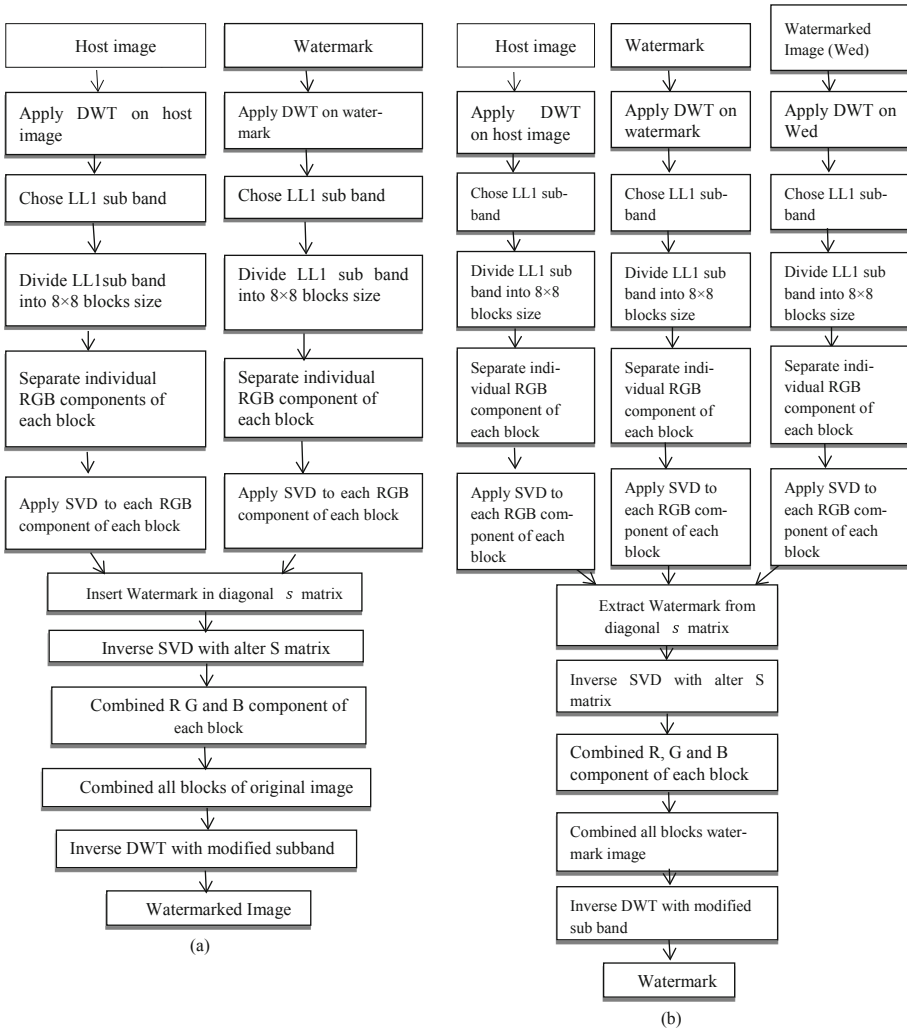 Host image
Watermark
Apply DWT on host
image
Apply DWT on water-
mark
Chose LL1 sub band
Chose LL1 sub band
Divide LL1sub band
into 8×8 blocks size
Divide LL1 sub band
into 8×8 blocks size
Separate individual
RGB components of
each block
Separate individual
RGB component of
each block
Apply SVD to each RGB
component of each block
Apply SVD to each RGB
component of each block
Insert Watermark in diagonal s matrix
Inverse SVD with alter S matrix
Combined R G and B component of
each block
Combined all blocks of original image
Inverse DWT with modified subband
Watermarked Image
(a)
Host image
Watermark
Watermarked
Image (Wed)
Apply DWT
on host image
Apply DWT on
watermark
Apply DWT on
Wed
Chose LL1 sub-
band
Chose LL1 sub-
band
Chose LL1 sub-
band
Divide LL1 sub
band into 8×8
blocks size
Divide LL1 sub
band into 8×8
blocks size
Divide LL1 sub
band into 8×8
blocks size
Separate indi-
vidual RGB
component of
each block
Separate indi-
vidual RGB
component of
each block
Separate indi-
vidual RGB
component of
each block
Apply SVD to
each RGB com-
ponent of each
block
Apply SVD to
each RGB com-
ponent of each
block
Apply SVD to
each RGB com-
ponent of each
block
Extract Watermark from
diagonal s matrix
Inverse SVD with alter S
matrix
Combined R, G and B
component of each block
Combined all blocks water-
mark image
Inverse DWT with modified
sub band
Watermark
(b)